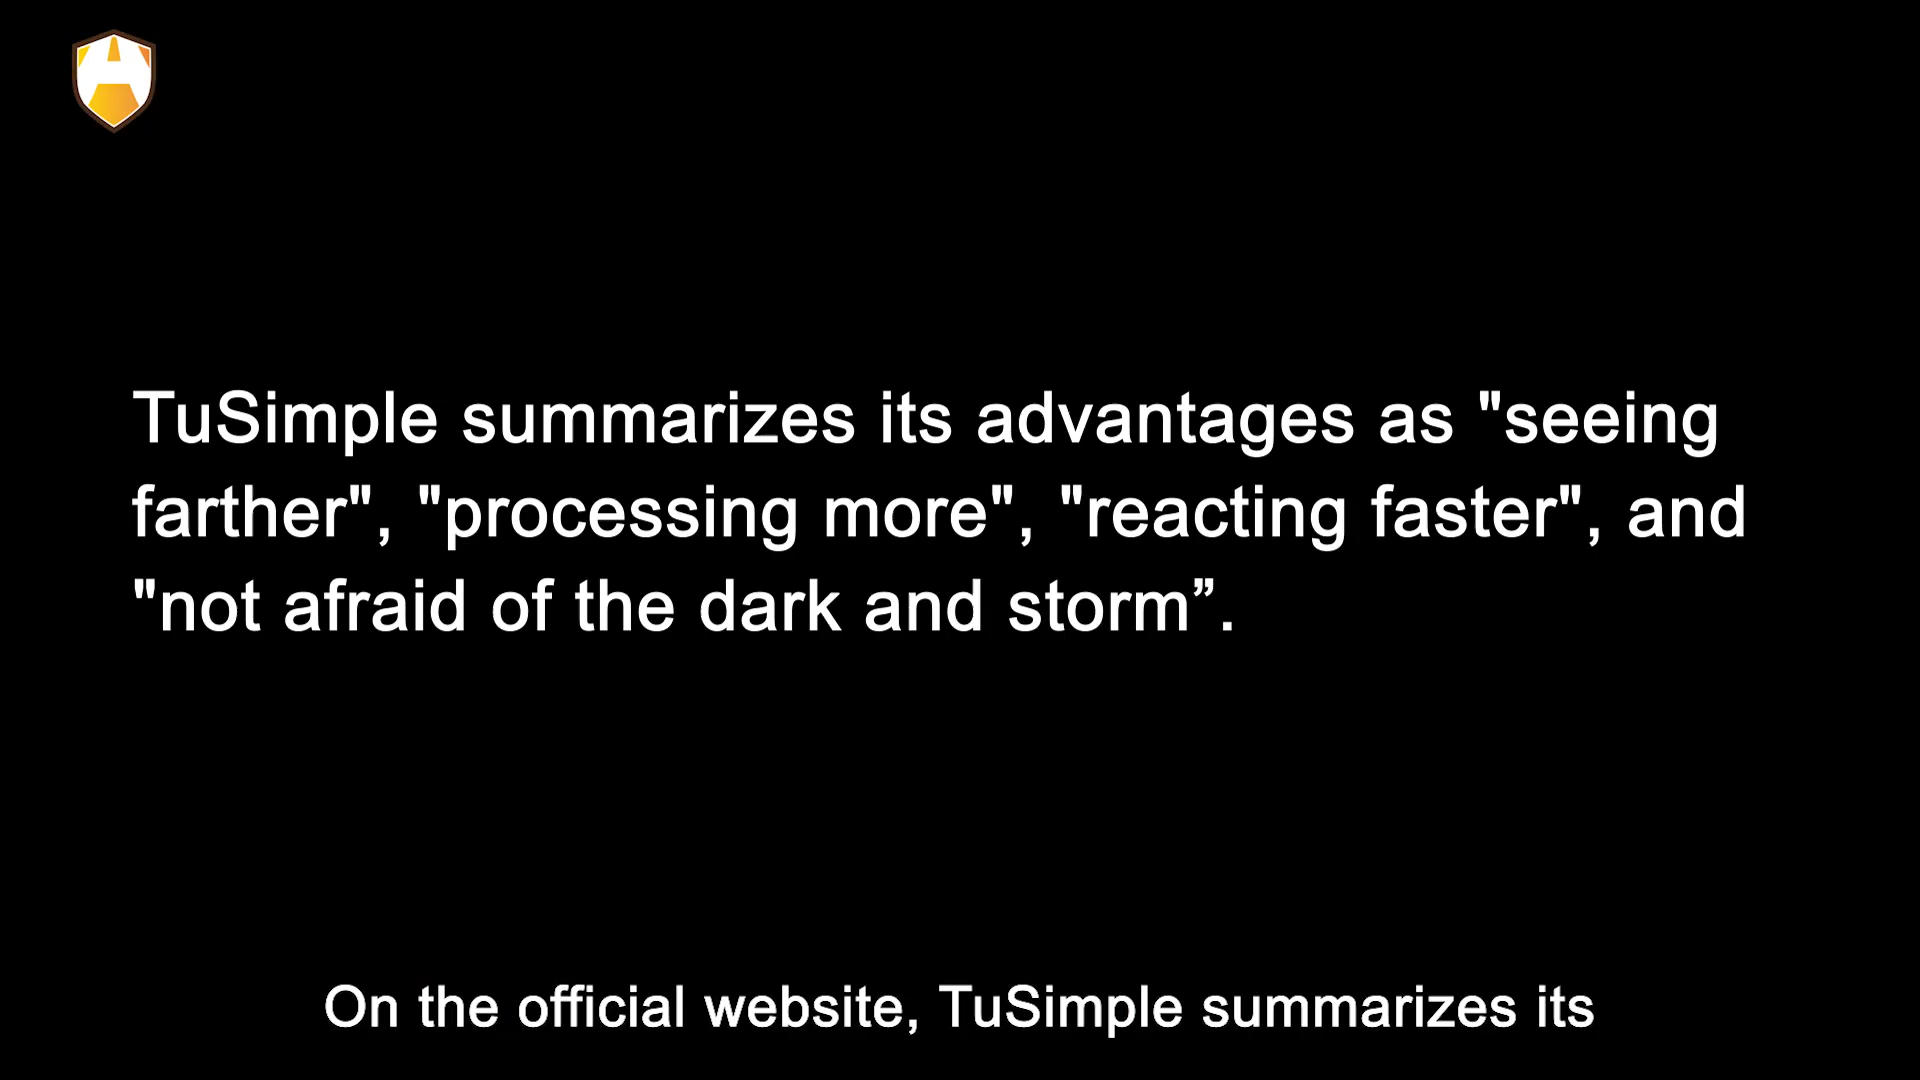 TuSimple summarizes its advantages as "seeing
farther", "processing more", "reacting faster", and
"not afraid of the dark and storm”.
On the official website, TuSimple summarizes its